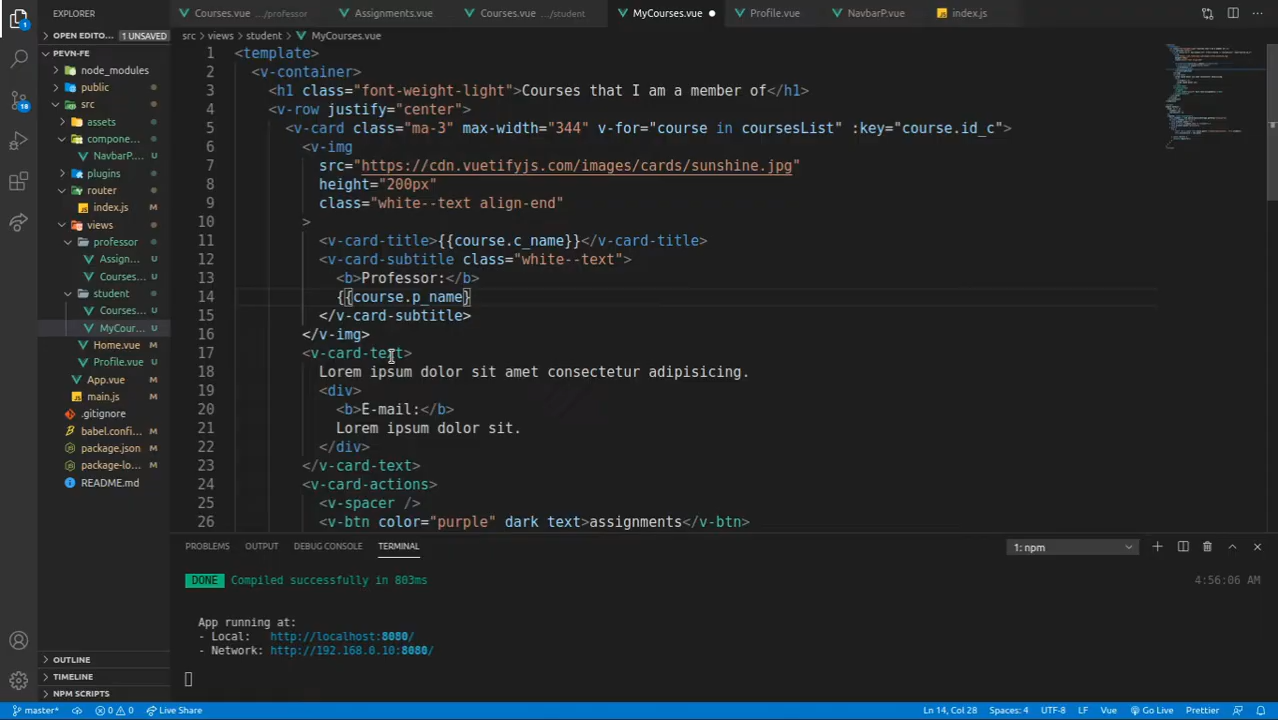 Courses.vue .../professor
Assignments.vue
Courses.vue .../student
MyCourses.vue
Profile.vue
NavbarP.vue
index.js
EXPLORER
OPEN EDITO... 1 UNSAVED
PEVN-FE
node_modules
public
src
assets
compone...
NavbarP.... U
plugins
router
index.js M
views
professor
Assign... U
Courses... U
student
Courses... U
MyCour... U
Home.vue M
Profile.vue U
App.vue M
main.js M
.gitignore
babel.confi... M
package.json M
package-lo... M
README.md
OUTLINE
TIMELINE
NPM SCRIPTS
src > views > student > MyCourses.vue
1 <template>
2 <v-container>
3 <h1 class="font-weight-light">Courses that I am a member of</h1>
4 <v-row justify="center">
5 <v-card class="ma-3" max-width="344" v-for="course in coursesList" :key="course.id_c">
6 <v-img
7 src="https://cdn.vuetifyjs.com/images/cards/sunshine.jpg"
8 height="200px"
9 class="white--text align-end"
10 >
11 <v-card-title>{{course.c_name}}</v-card-title>
12 <v-card-subtitle class="white--text">
13 <b>Professor:</b>
14 {{course.p_name}
15 </v-card-subtitle>
16 </v-img>
17 <v-card-text>
18 Lorem ipsum dolor sit amet consectetur adipisicing.
19 <div>
20 <b>E-mail:</b>
21 Lorem ipsum dolor sit.
22 </div>
23 </v-card-text>
24 <v-card-actions>
25 <v-spacer />
26 <v-btn color="purple" dark text>assignments</v-btn>
PROBLEMS OUTPUT DEBUG CONSOLE TERMINAL
1: npm
DONE Compiled successfully in 803ms 4:56:06 AM
App running at:
- Local: http://localhost:8080/
- Network: http://192.168.0.10:8080/
master* 0 0 Live Share
Ln 14, Col 28 Spaces: 4 UTF-8 LF Vue Go Live Prettier
1
18